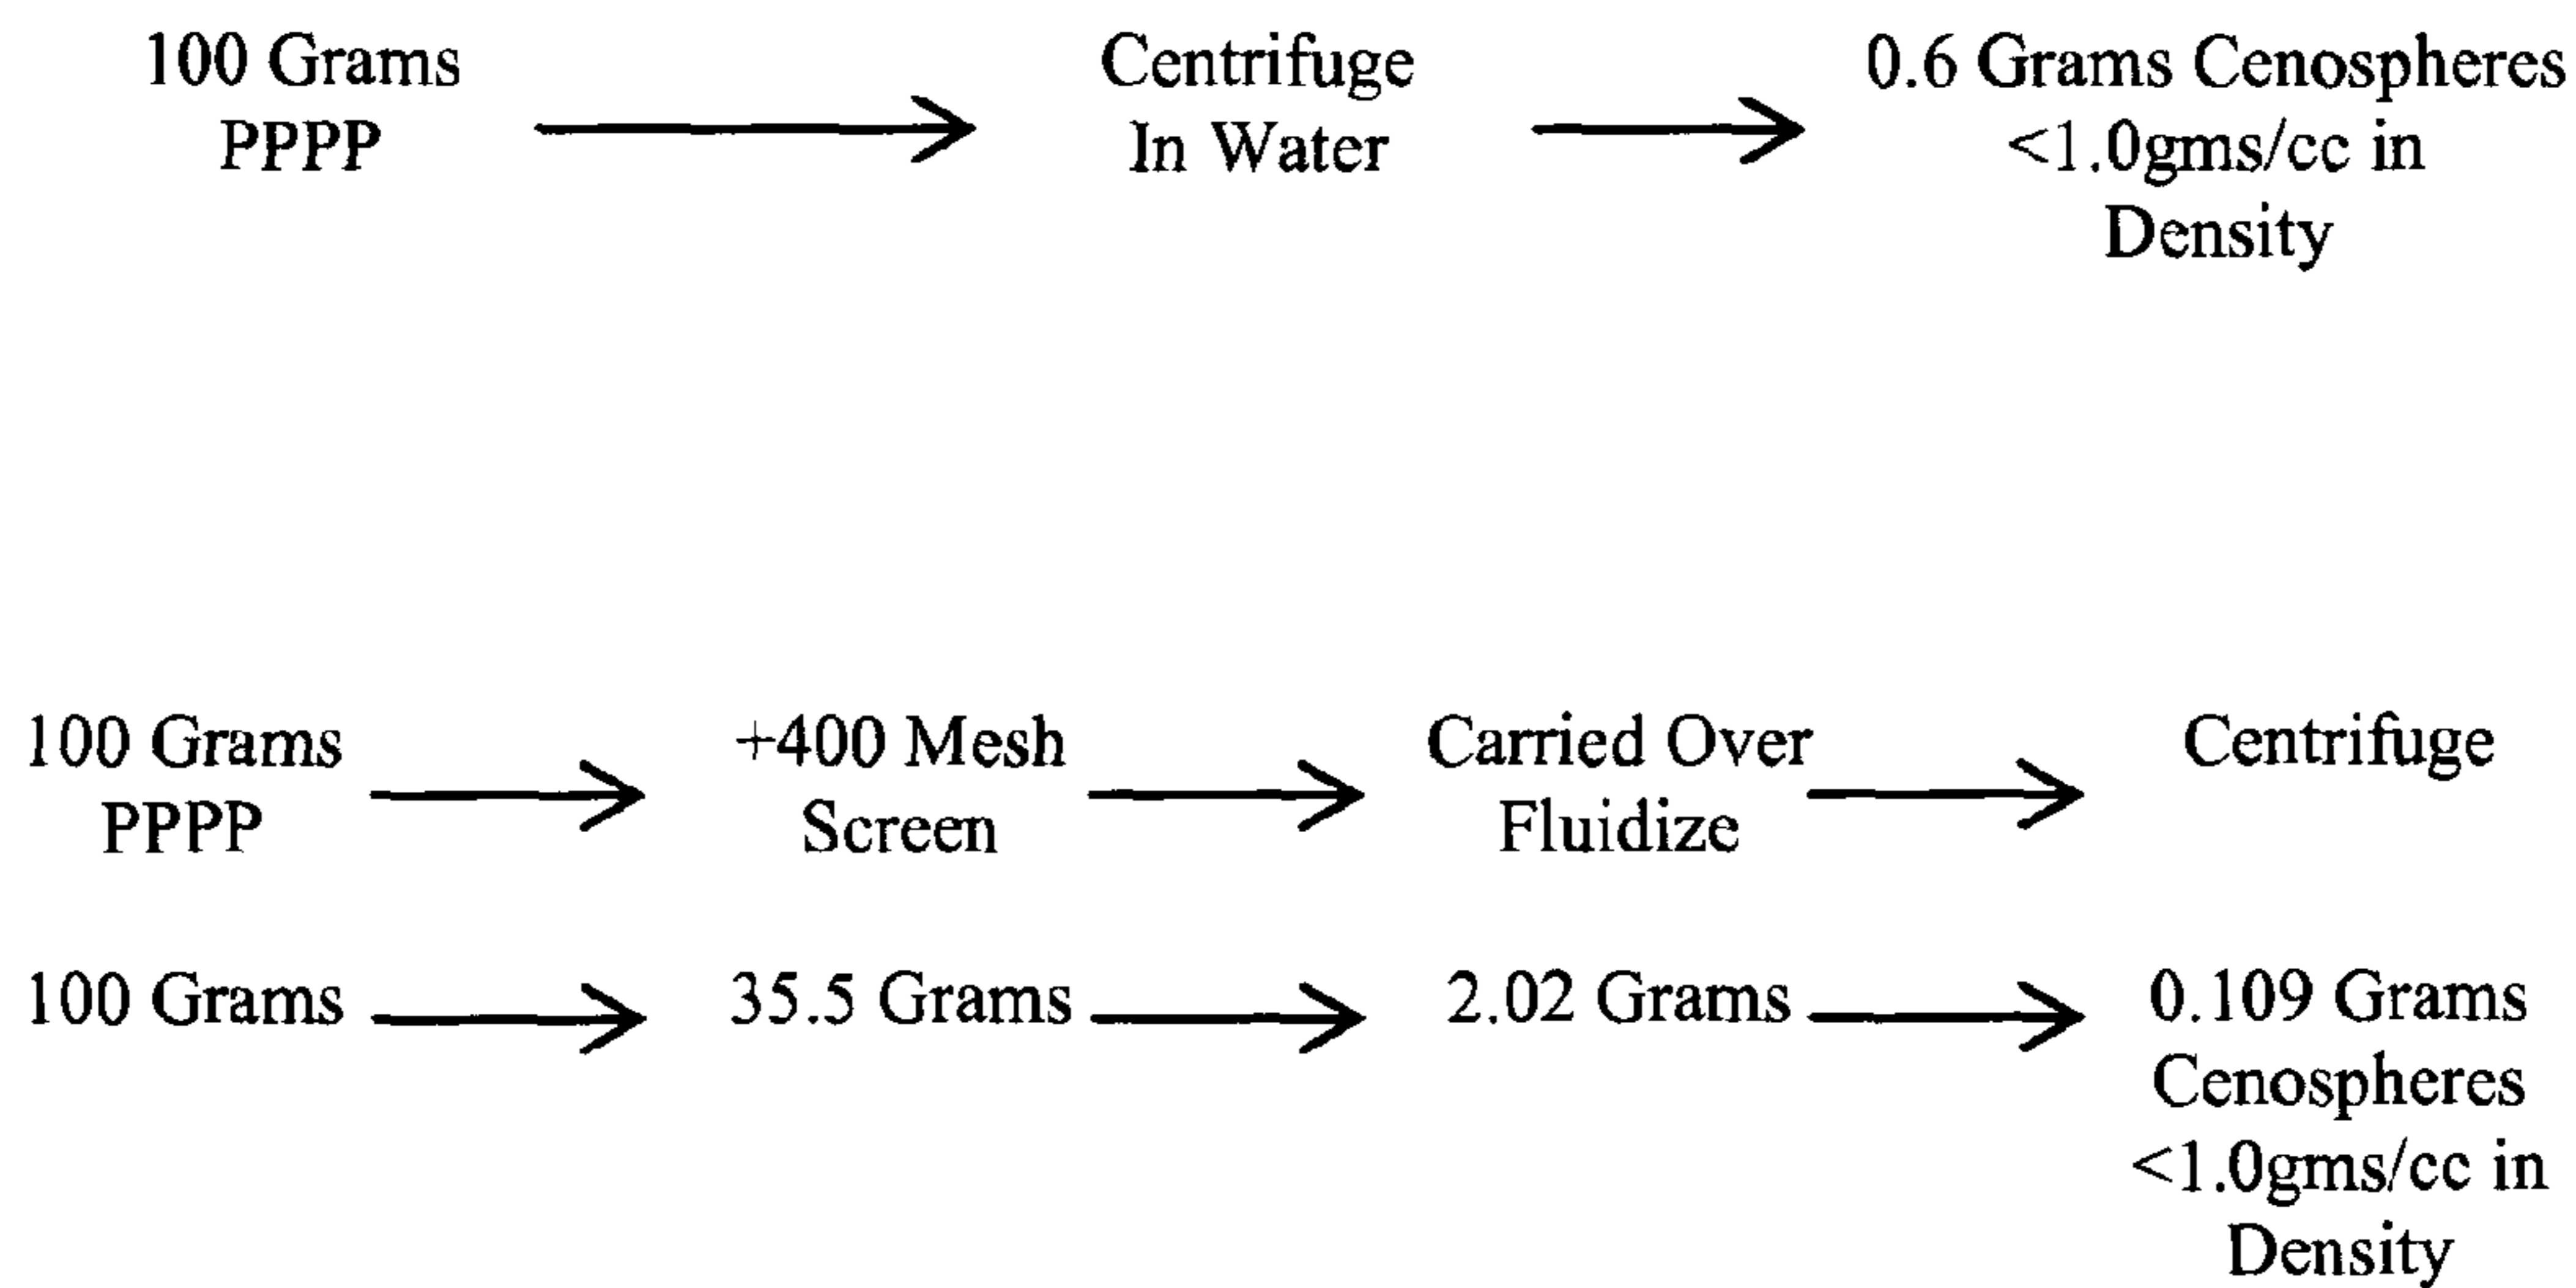 100 Grams
PPPP
Centrifuge
In Water
0.6 Grams Cenospheres
<1.0gms/cc in
Density
100 Grams
PPPP
+400 Mesh
Screen
Carried Over
Fluidize
Centrifuge
100 Grams
35.5 Grams
2.02 Grams
0.109 Grams
Cenospheres
<1.0gms/cc in
Density